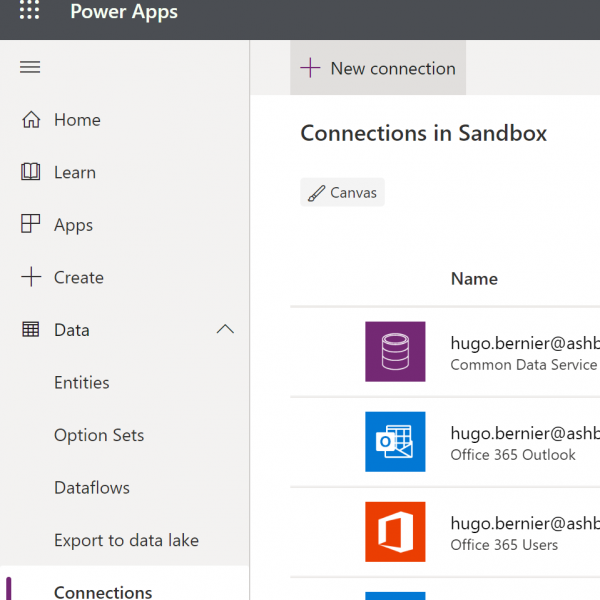 Power Apps
New connection
Connections in Sandbox
Home
Learn
Canvas
Apps
Create
Name
Data
hugo.bernier@ashb
Common Data Service
Entities
Option Sets
hugo.bernier@ashb
Office 365 Outlook
Dataflows
Export to data lake
hugo.bernier@ashb
Office 365 Users
Connections